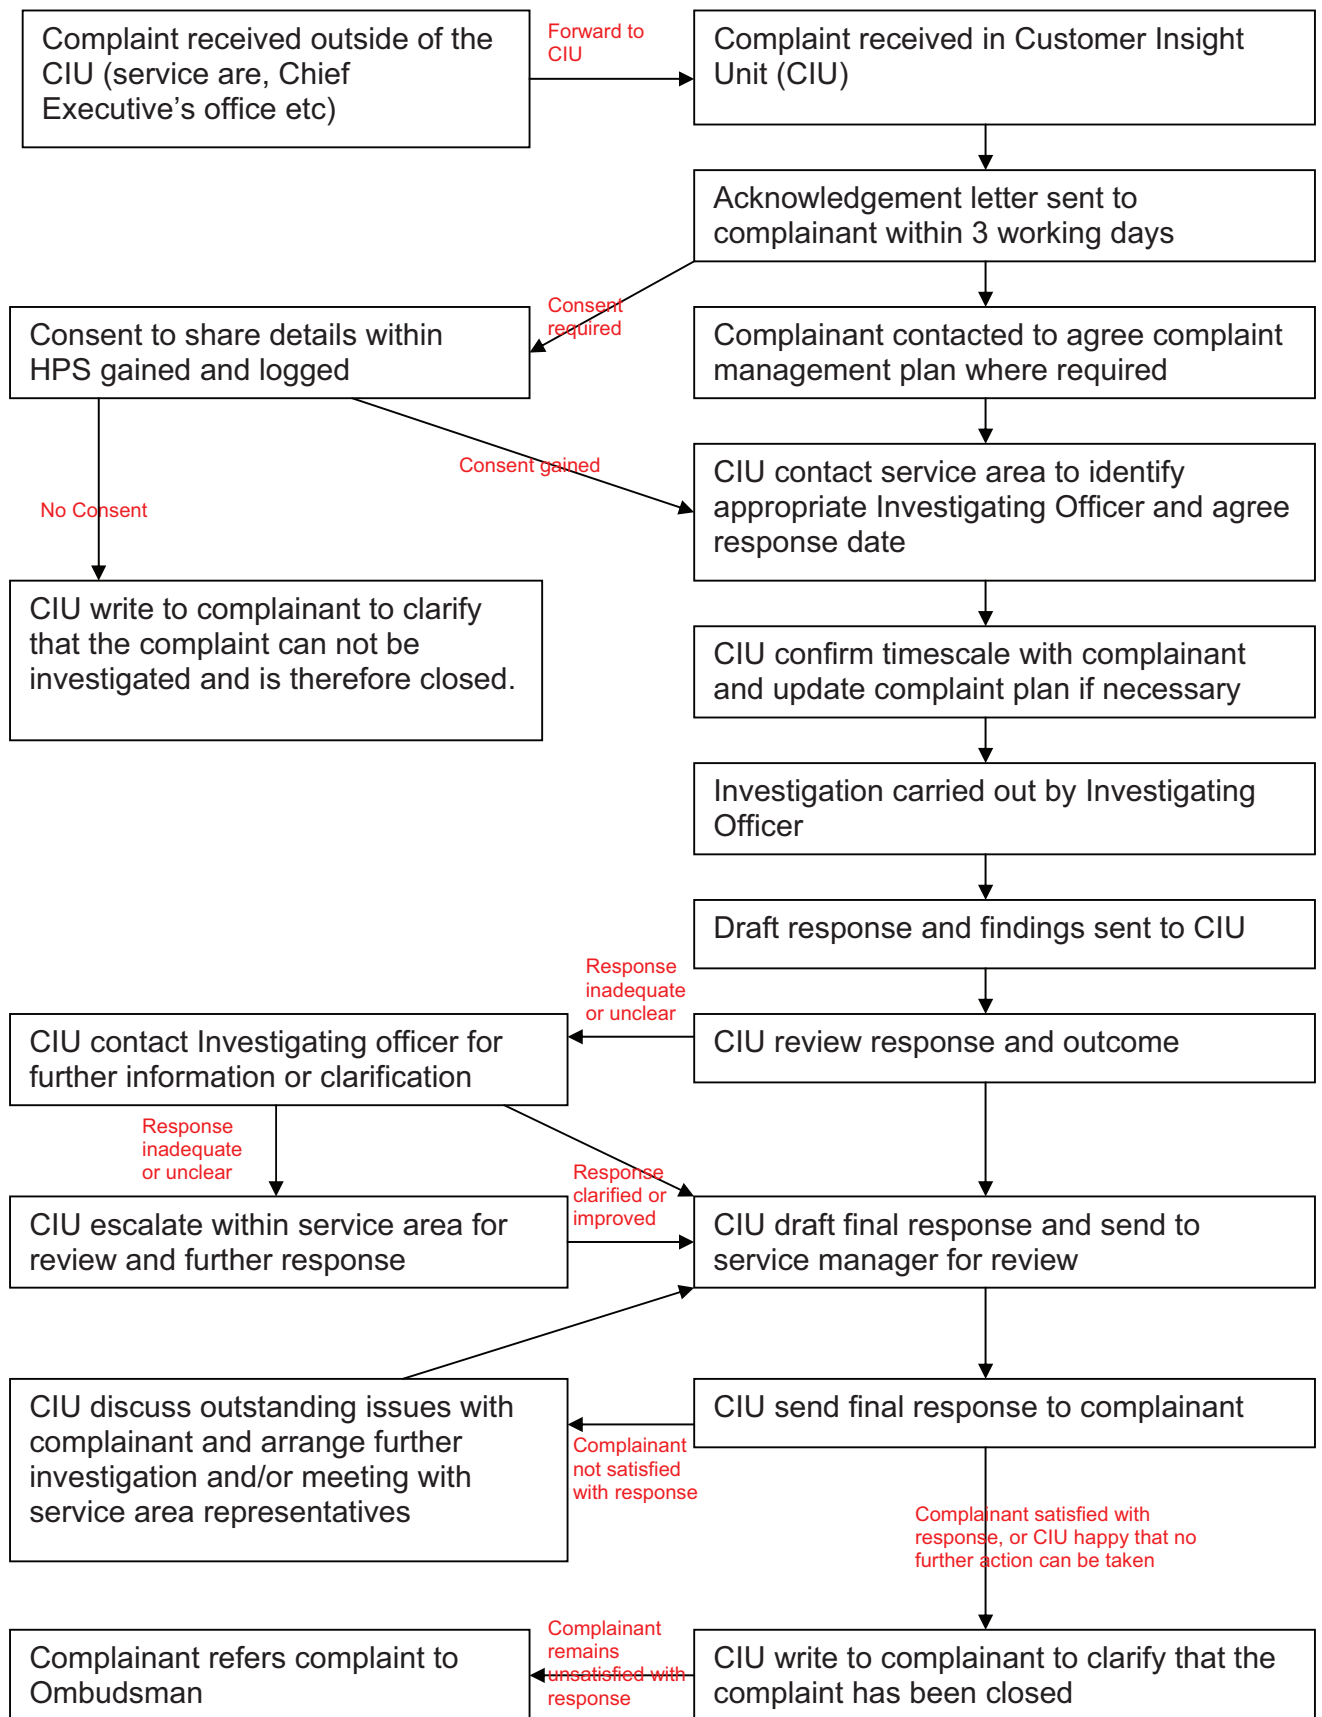 Complaint received outside of the
CIU (service are, Chief
Executive’s office etc)
Forward to
CIU
Complaint received in Customer Insight
Unit (CIU)
Acknowledgement letter sent to
complainant within 3 working days
Consent
required
Consent to share details within
HPS gained and logged
Complainant contacted to agree complaint
management plan where required
Consent gained
No Consent
CIU contact service area to identify
appropriate Investigating Officer and agree
response date
CIU write to complainant to clarify
that the complaint can not be
investigated and is therefore closed.
CIU confirm timescale with complainant
and update complaint plan if necessary
Investigation carried out by Investigating
Officer
Draft response and findings sent to CIU
Response
inadequate
or unclear
CIU contact Investigating officer for
further information or clarification
CIU review response and outcome
Response
inadequate
or unclear
Response
clarified or
improved
CIU escalate within service area for
review and further response
CIU draft final response and send to
service manager for review
CIU discuss outstanding issues with
complainant and arrange further
investigation and/or meeting with
service area representatives
CIU send final response to complainant
Complainant
not satisfied
with response
Complainant satisfied with
response, or CIU happy that no
further action can be taken
Complainant refers complaint to
Ombudsman
Complainant
remains
unsatisfied with
response
CIU write to complainant to clarify that the
complaint has been closed